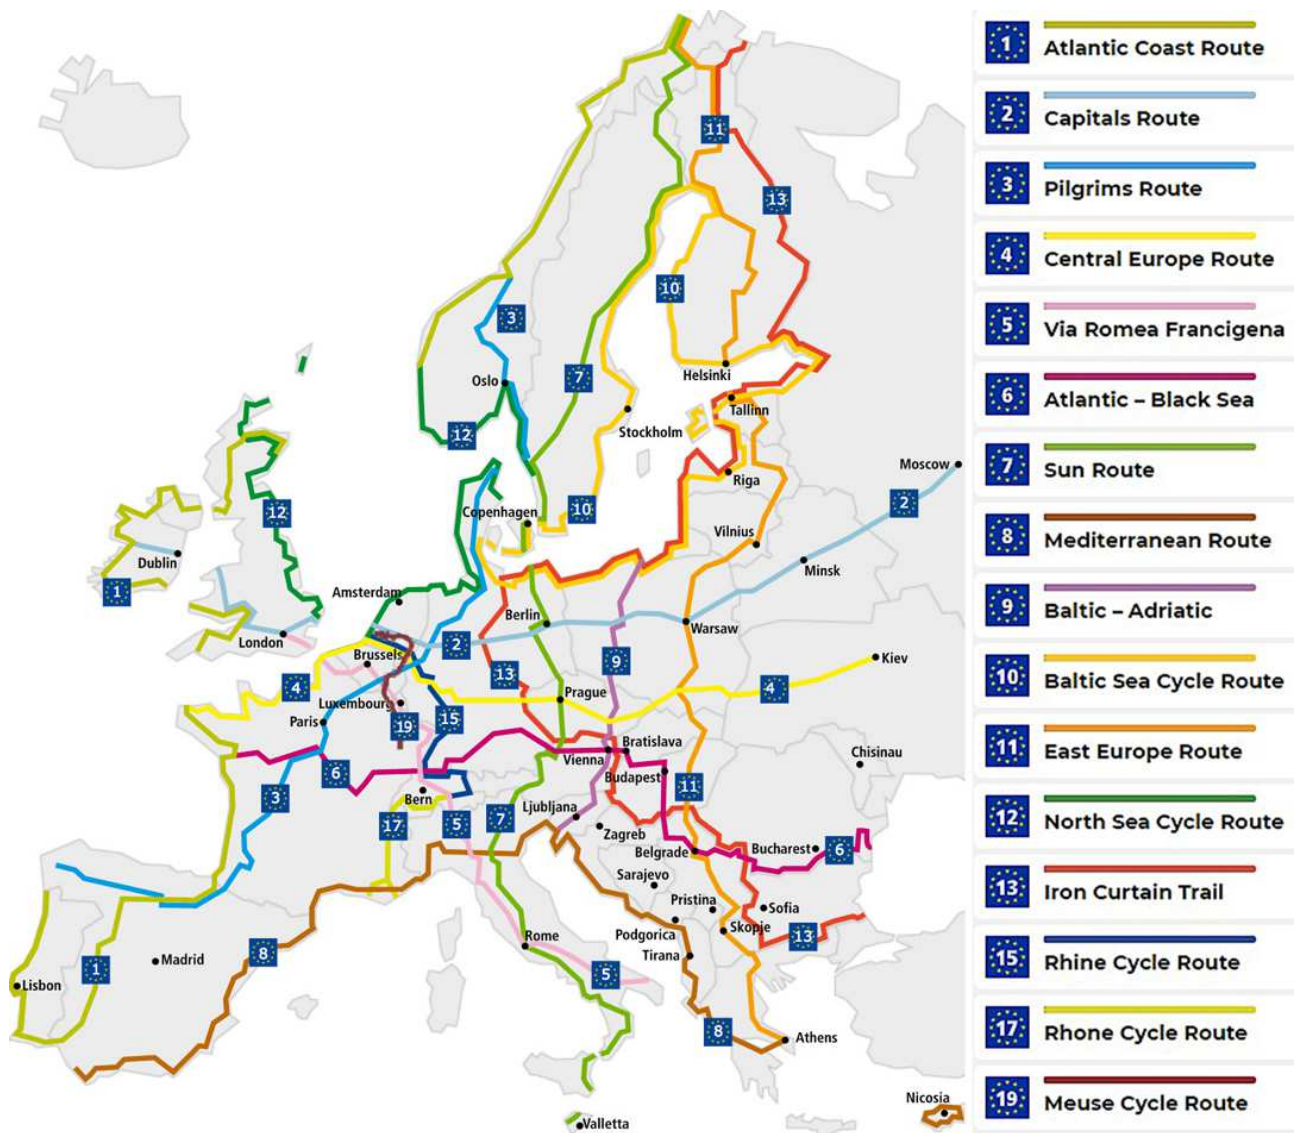 11
13
3
10
Oslo
7
Helsinki
12
Stockholm
Tallinn
Moscow
Riga
2
12
Copenhagen
10
Vilnius
Dublin
Minsk
1
Amsterdam
Berlin
Warsaw
London
2
Brussels
9
Kiev
13
4
4
Prague
Luxembourg
Paris
19
15
Bratislava
Chisinau
Vienna
6
Budapest
11
3
Bern
Ljubljana
17
5
7
Zagreb
Belgrade
Bucharest
6
Sarajevo
Pristina
Sofia
Podgorica
Skopje
13
Rome
Tirana
8
Madrid
1
5
Lisbon
8
Athens
Nicosia
Valletta
1 Atlantic Coast Route
2 Capitals Route
3 Pilgrims Route
4 Central Europe Route
5 Via Romea Francigena
6 Atlantic – Black Sea
7 Sun Route
8 Mediterranean Route
9 Baltic – Adriatic
10 Baltic Sea Cycle Route
11 East Europe Route
12 North Sea Cycle Route
13 Iron Curtain Trail
15 Rhine Cycle Route
17 Rhone Cycle Route
19 Meuse Cycle Route